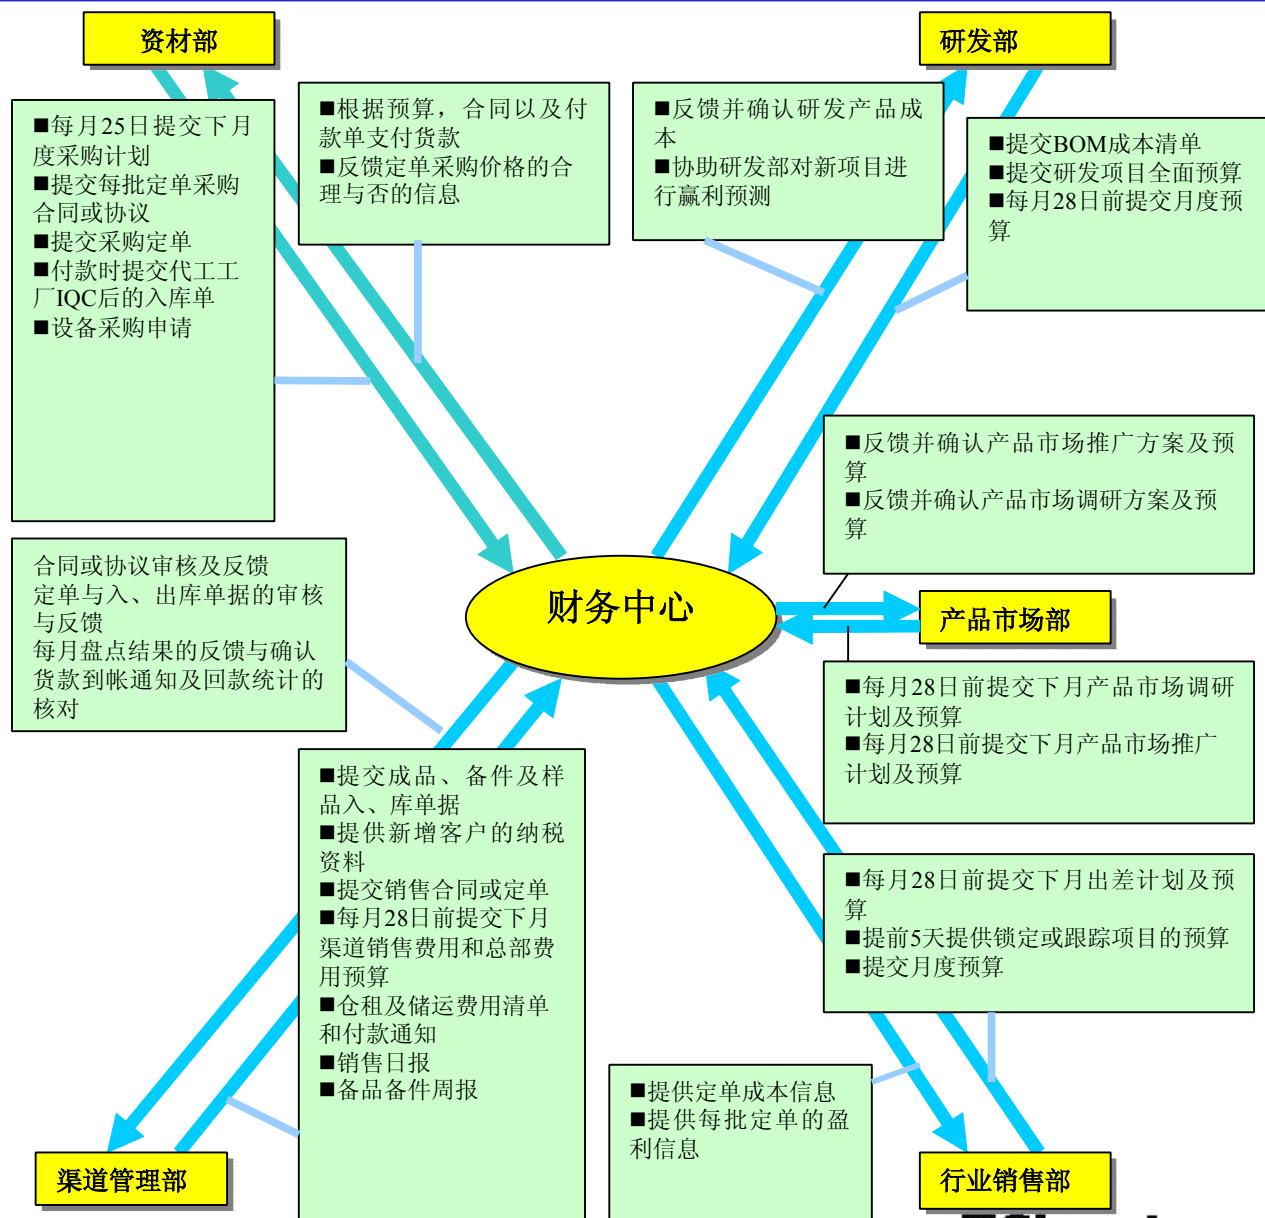 资材部
研发部
■每月25日提交下月
度采购计划
■提交每批定单采购
合同或协议
■提交采购定单
■付款时提交代工工
厂IQC后的入库单
■设备采购申请
■根据预算，合同以及付
款单支付货款
■反馈定单采购价格的合
理与否的信息
■反馈并确认研发产品成
本
■协助研发部对新项目进
行赢利预测
■提交BOM成本清单
■提交研发项目全面预算
■每月28日前提交月度预
算
■反馈并确认产品市场推广方案及预
算
■反馈并确认产品市场调研方案及预
算
合同或协议审核及反馈
定单与入、出库单据的审核
与反馈
每月盘点结果的反馈与确认
货款到帐通知及回款统计的
核对
财务中心
产品市场部
■每月28日前提交下月产品市场调研
计划及预算
■每月28日前提交下月产品市场推广
计划及预算
■提交成品、备件及样
品入、库单据
■提供新增客户的纳税
资料
■提交销售合同或定单
■每月28日前提交下月
渠道销售费用和总部费
用预算
■仓租及储运费用清单
和付款通知
■销售日报
■备品备件周报
■每月28日前提交下月出差计划及预
算
■提前5天提供锁定或跟踪项目的预算
■提交月度预算
■提供定单成本信息
■提供每批定单的盈
利信息
渠道管理部
行业销售部